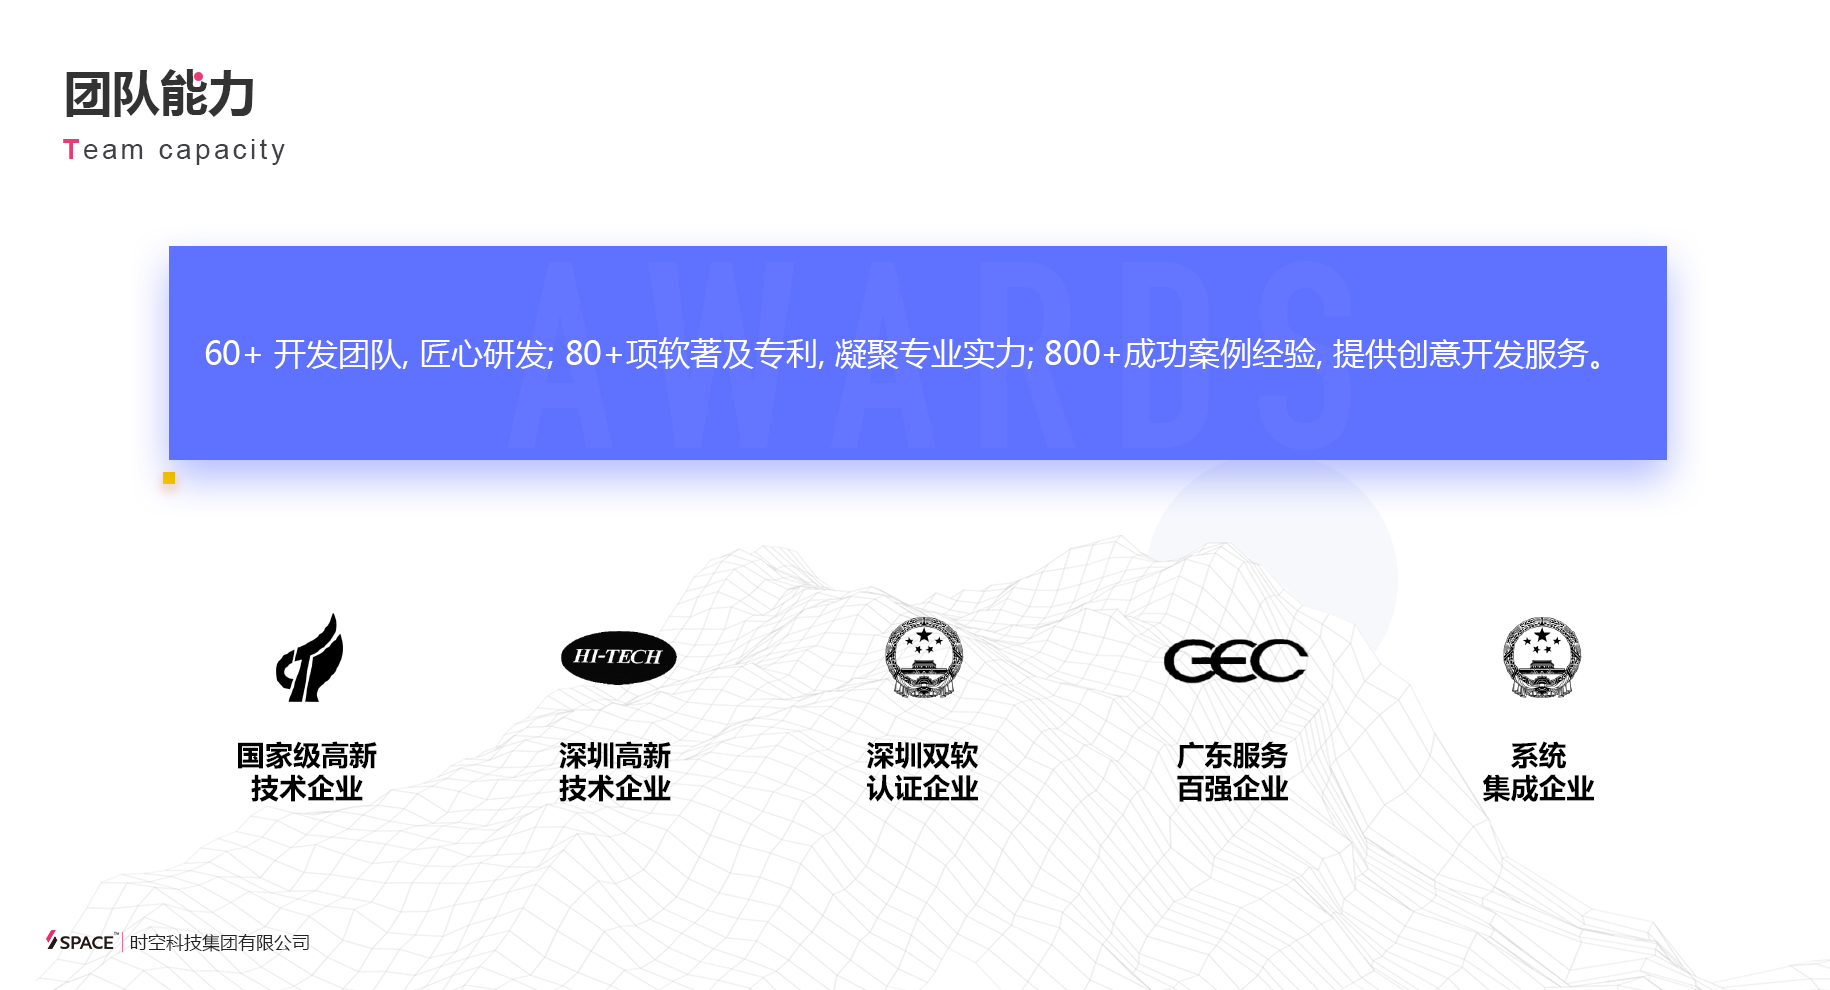 团队能力
Team capacity
AWARDS
60+ 开发团队, 匠心研发; 80+项软著及专利, 凝聚专业实力; 800+成功案例经验, 提供创意开发服务。
HI-TECH
GEC
国家级高新
技术企业
深圳高新
技术企业
深圳双软
认证企业
广东服务
百强企业
系统
集成企业
SPACE™ 时空科技集团有限公司